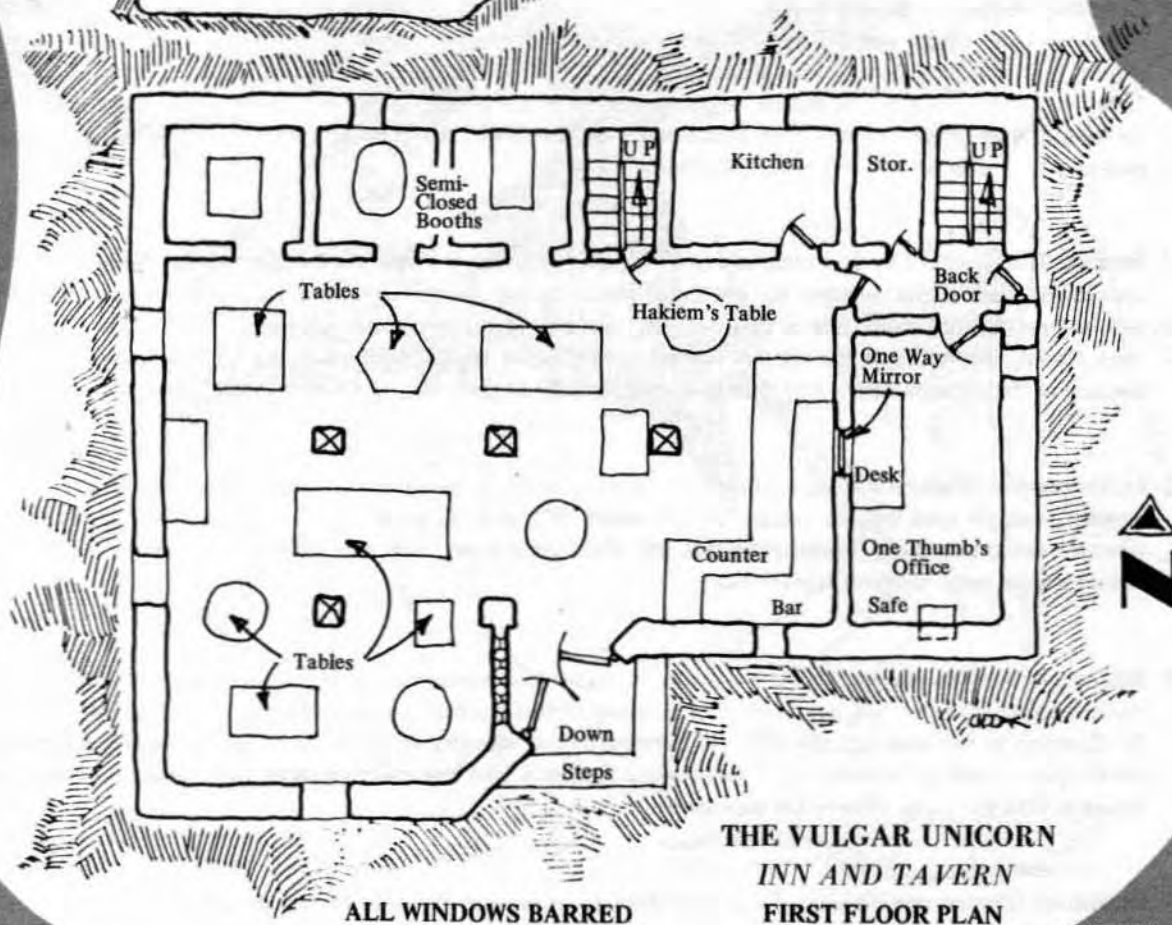 UP
Kitchen
Stor.
UP
Semi-
Closed
Booths
Back
Door
Tables
Hakiem's Table
One Way
Mirror
Desk
Counter
One Thumb's
Office
Bar
Safe
N
Tables
Down
Steps
THE VULGAR UNICORN
INN AND TAVERN
ALL WINDOWS BARRED
FIRST FLOOR PLAN